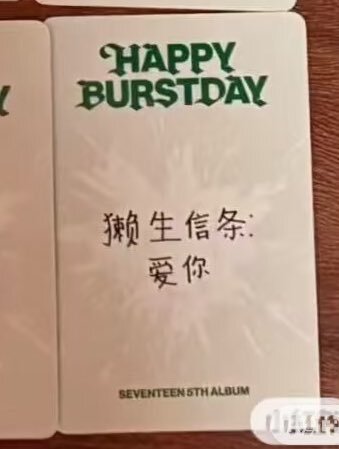 HAPPY
BURSTDAY
獭生信条:
爱你
SEVENTEEN 5TH ALBUM